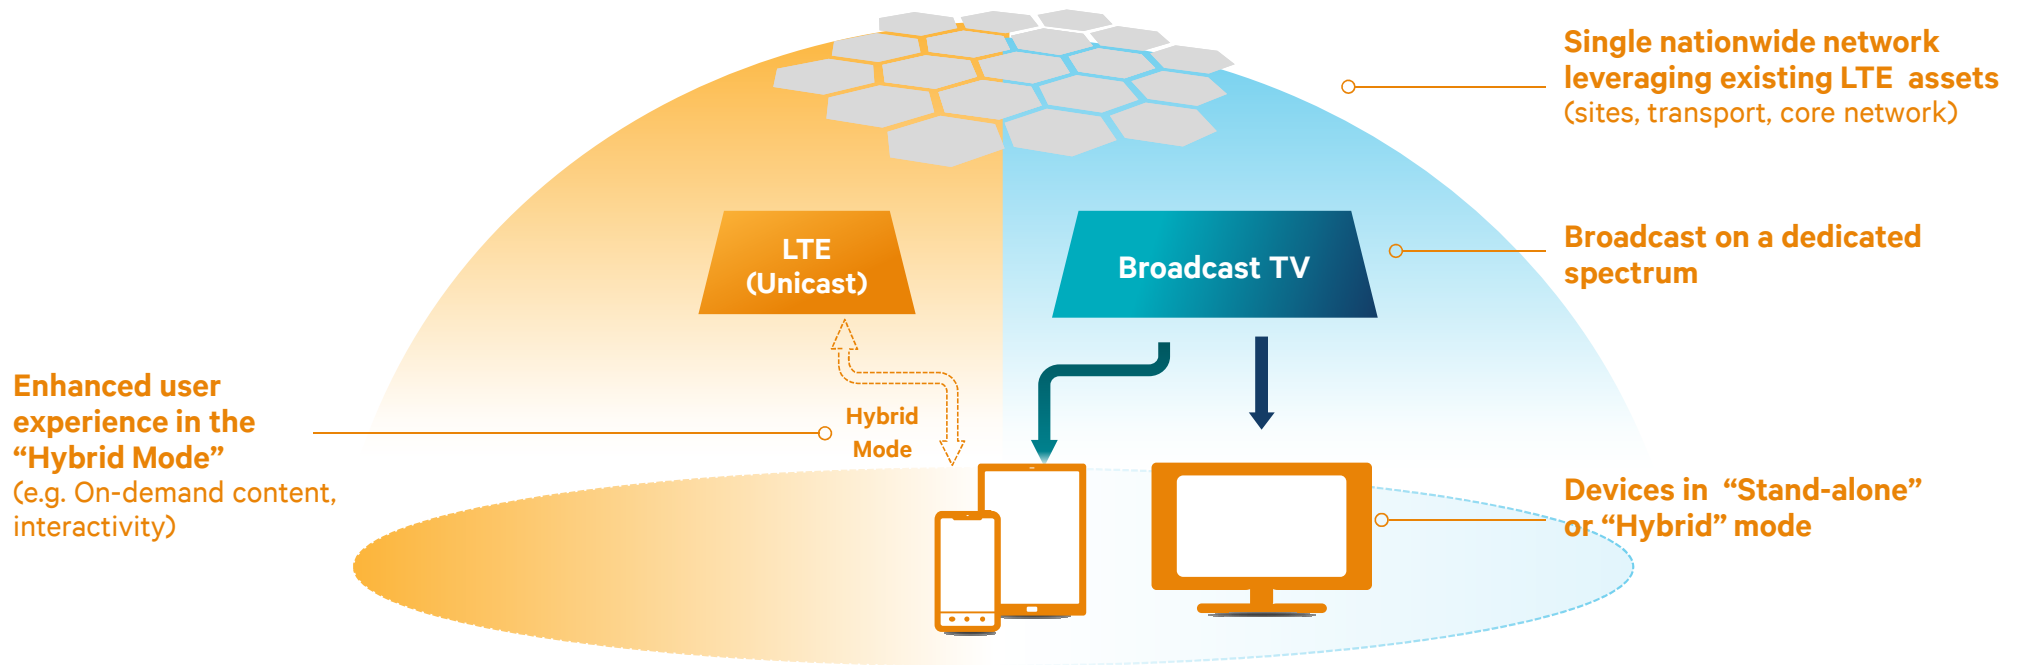 Single nationwide network
leveraging existing LTE assets
(sites, transport, core network)
LTE
(Unicast)
Broadcast TV
Broadcast on a dedicated
spectrum
Enhanced user
experience in the
“Hybrid Mode”
(e.g. On-demand content,
interactivity)
Hybrid
Mode
Devices in “Stand-alone”
or “Hybrid” mode